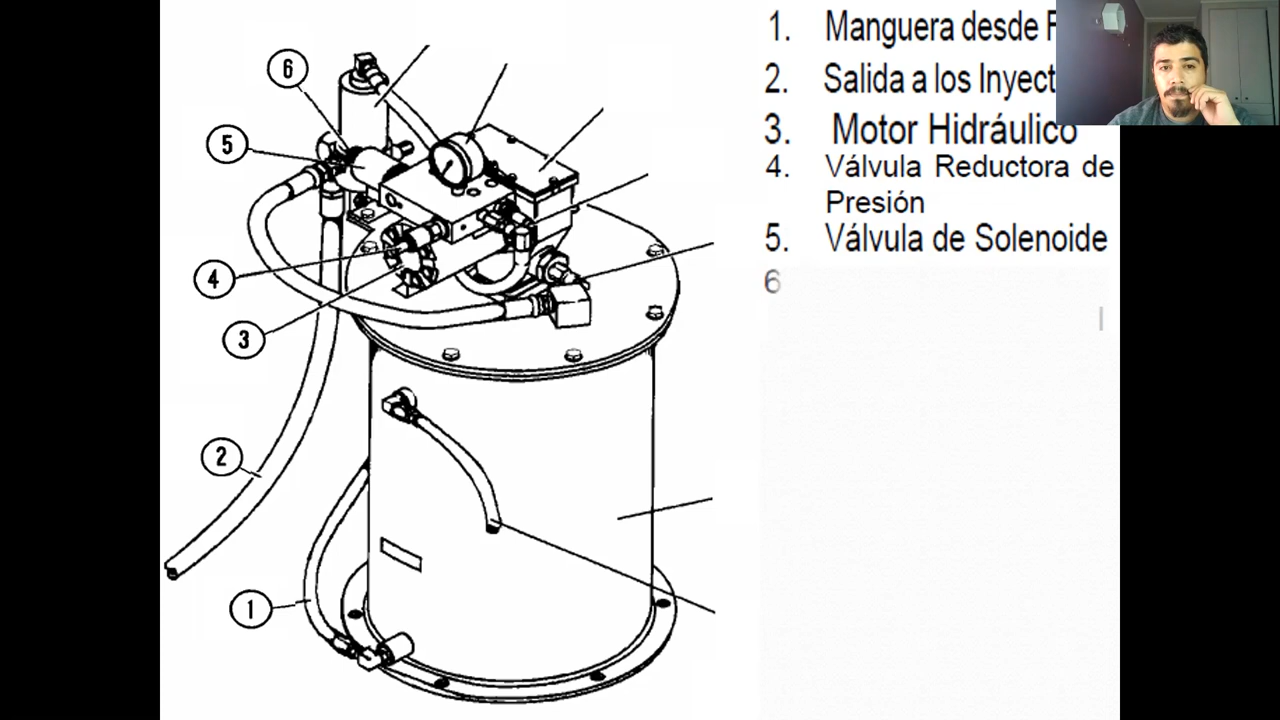 1. Manguera desde
2. Salida a los
3. Motor Hidráulico
4. Válvula Reductora de
Presión
5. Válvula de Solenoide
6
6
5
4
3
2
1